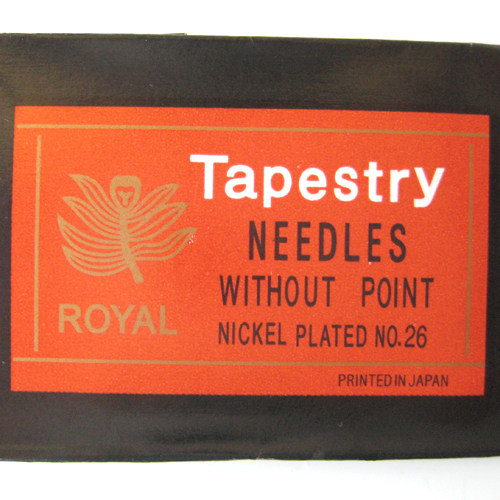 Tapestry
NEEDLES
WITHOUT POINT
NICKEL PLATED NO.26
ROYAL
PRINTED IN JAPAN